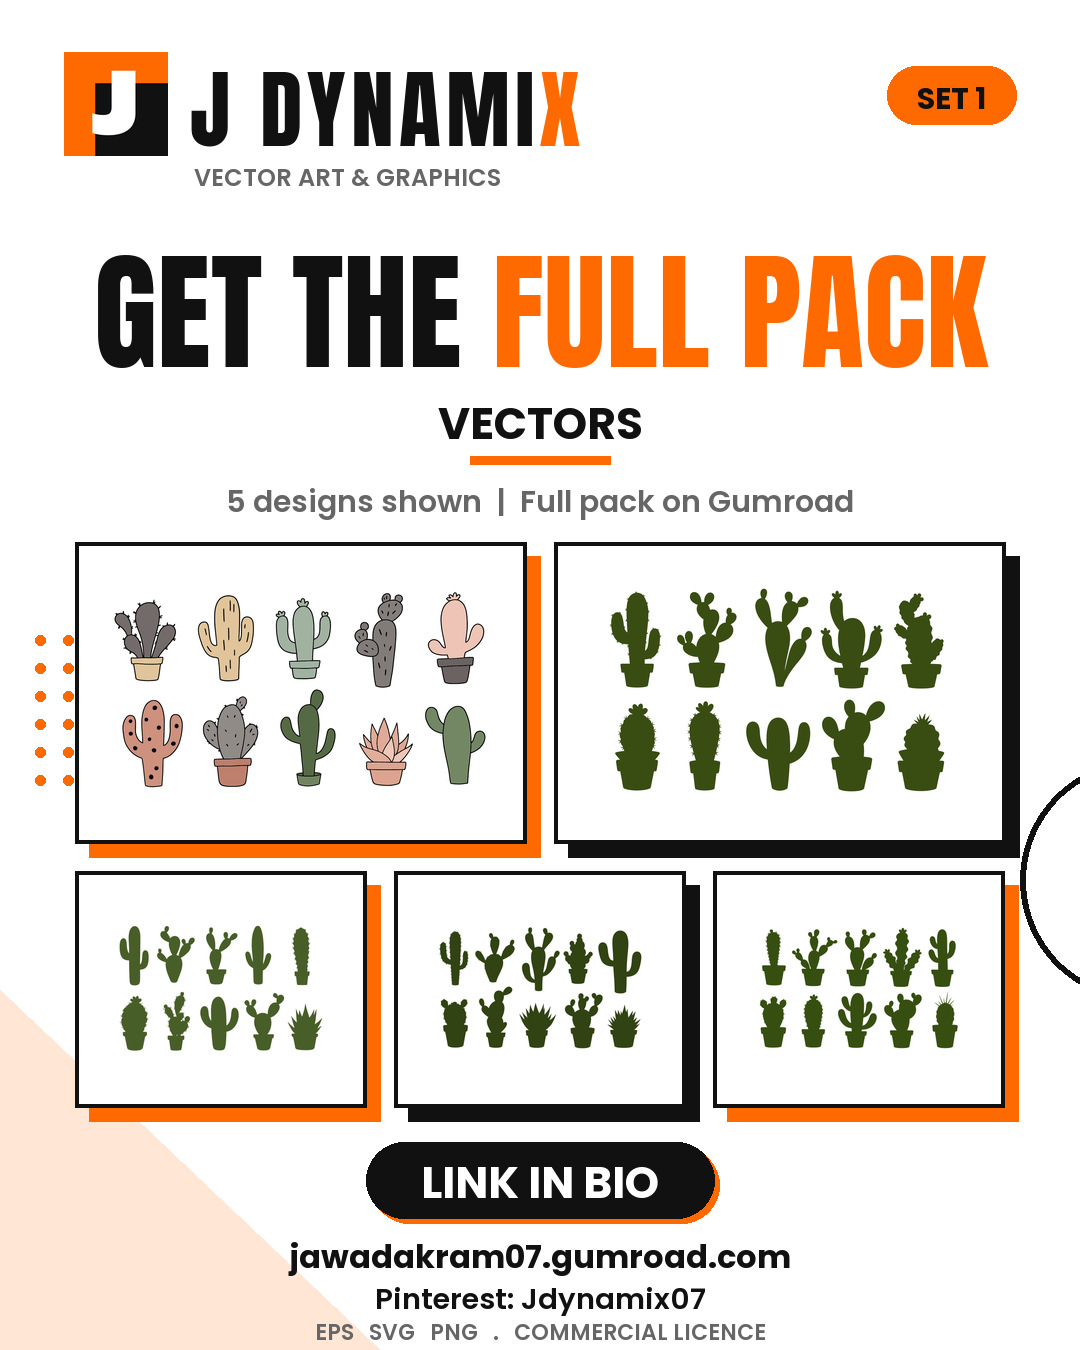 J
J DYNAMIX
SET 1
VECTOR ART & GRAPHICS
GET THE FULL PACK
VECTORS
5 designs shown | Full pack on Gumroad
LINK IN BIO
jawadakram07.gumroad.com
Pinterest: Jdynamix07
EPS SVG PNG . COMMERCIAL LICENCE